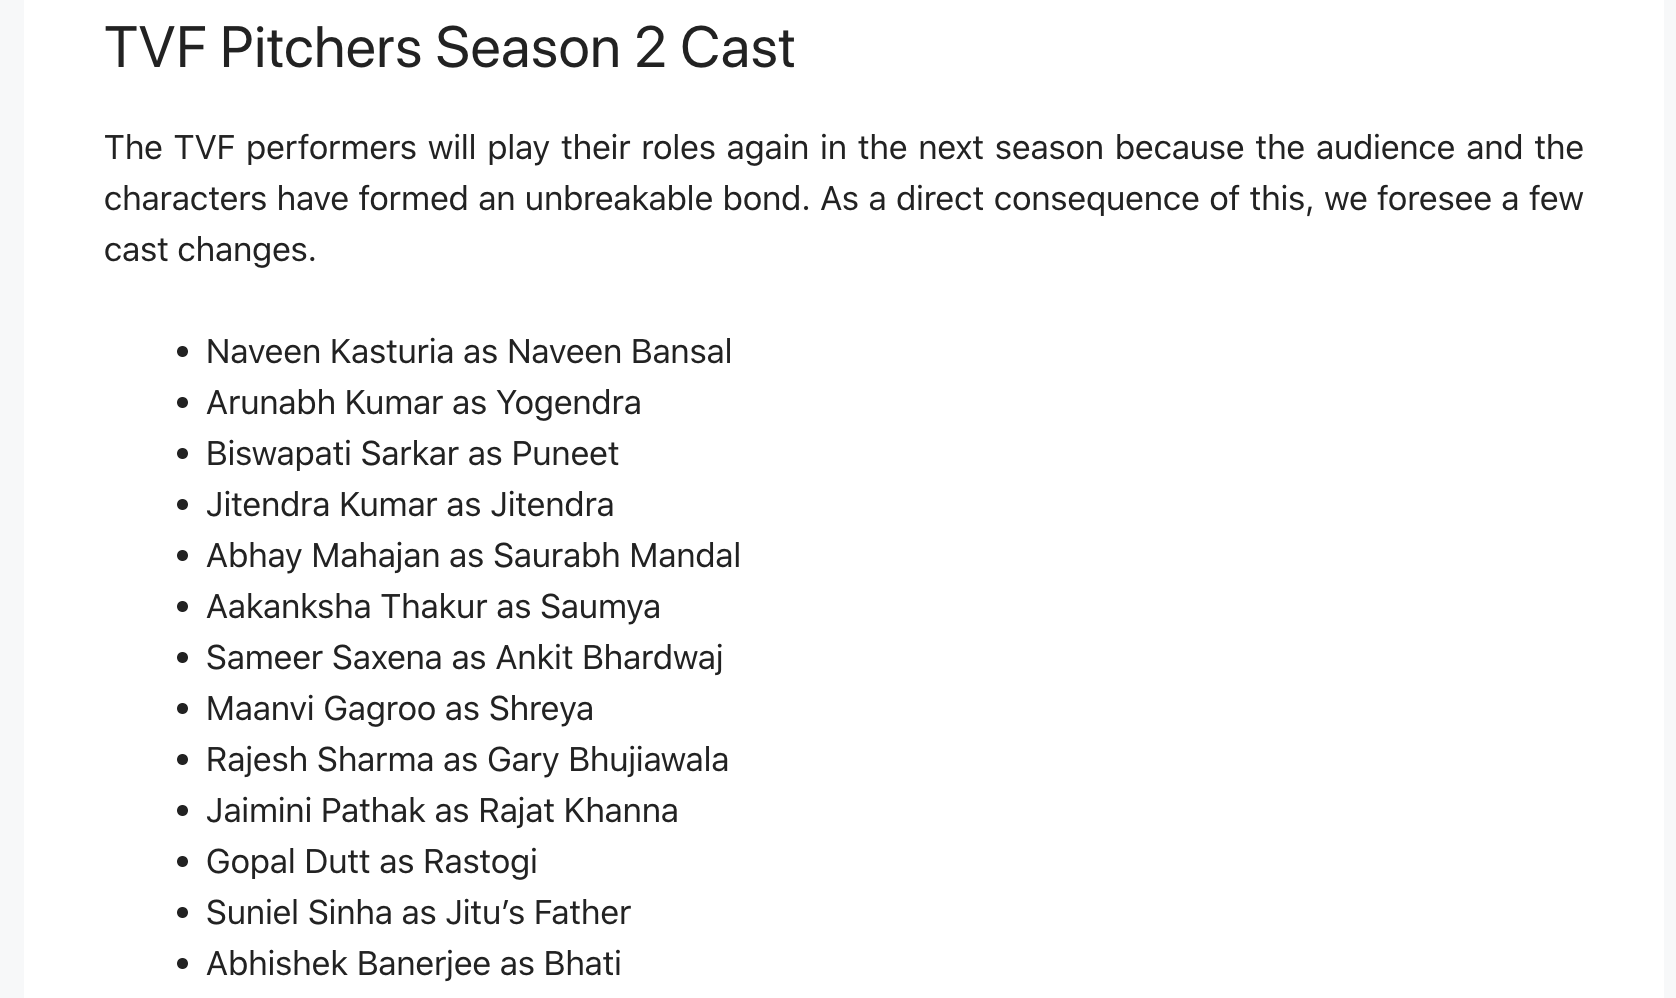 TVF Pitchers Season 2 Cast
The TVF performers will play their roles again in the next season because the audience and the
characters have formed an unbreakable bond. As a direct consequence of this, we foresee a few
cast changes.
• Naveen Kasturia as Naveen Bansal
• Arunabh Kumar as Yogendra
• Biswapati Sarkar as Puneet
• Jitendra Kumar as Jitendra
• Abhay Mahajan as Saurabh Mandal
• Aakanksha Thakur as Saumya
• Sameer Saxena as Ankit Bhardwaj
• Maanvi Gagroo as Shreya
• Rajesh Sharma as Gary Bhujiawala
• Jaimini Pathak as Rajat Khanna
• Gopal Dutt as Rastogi
• Suniel Sinha as Jitu’s Father
• Abhishek Banerjee as Bhati